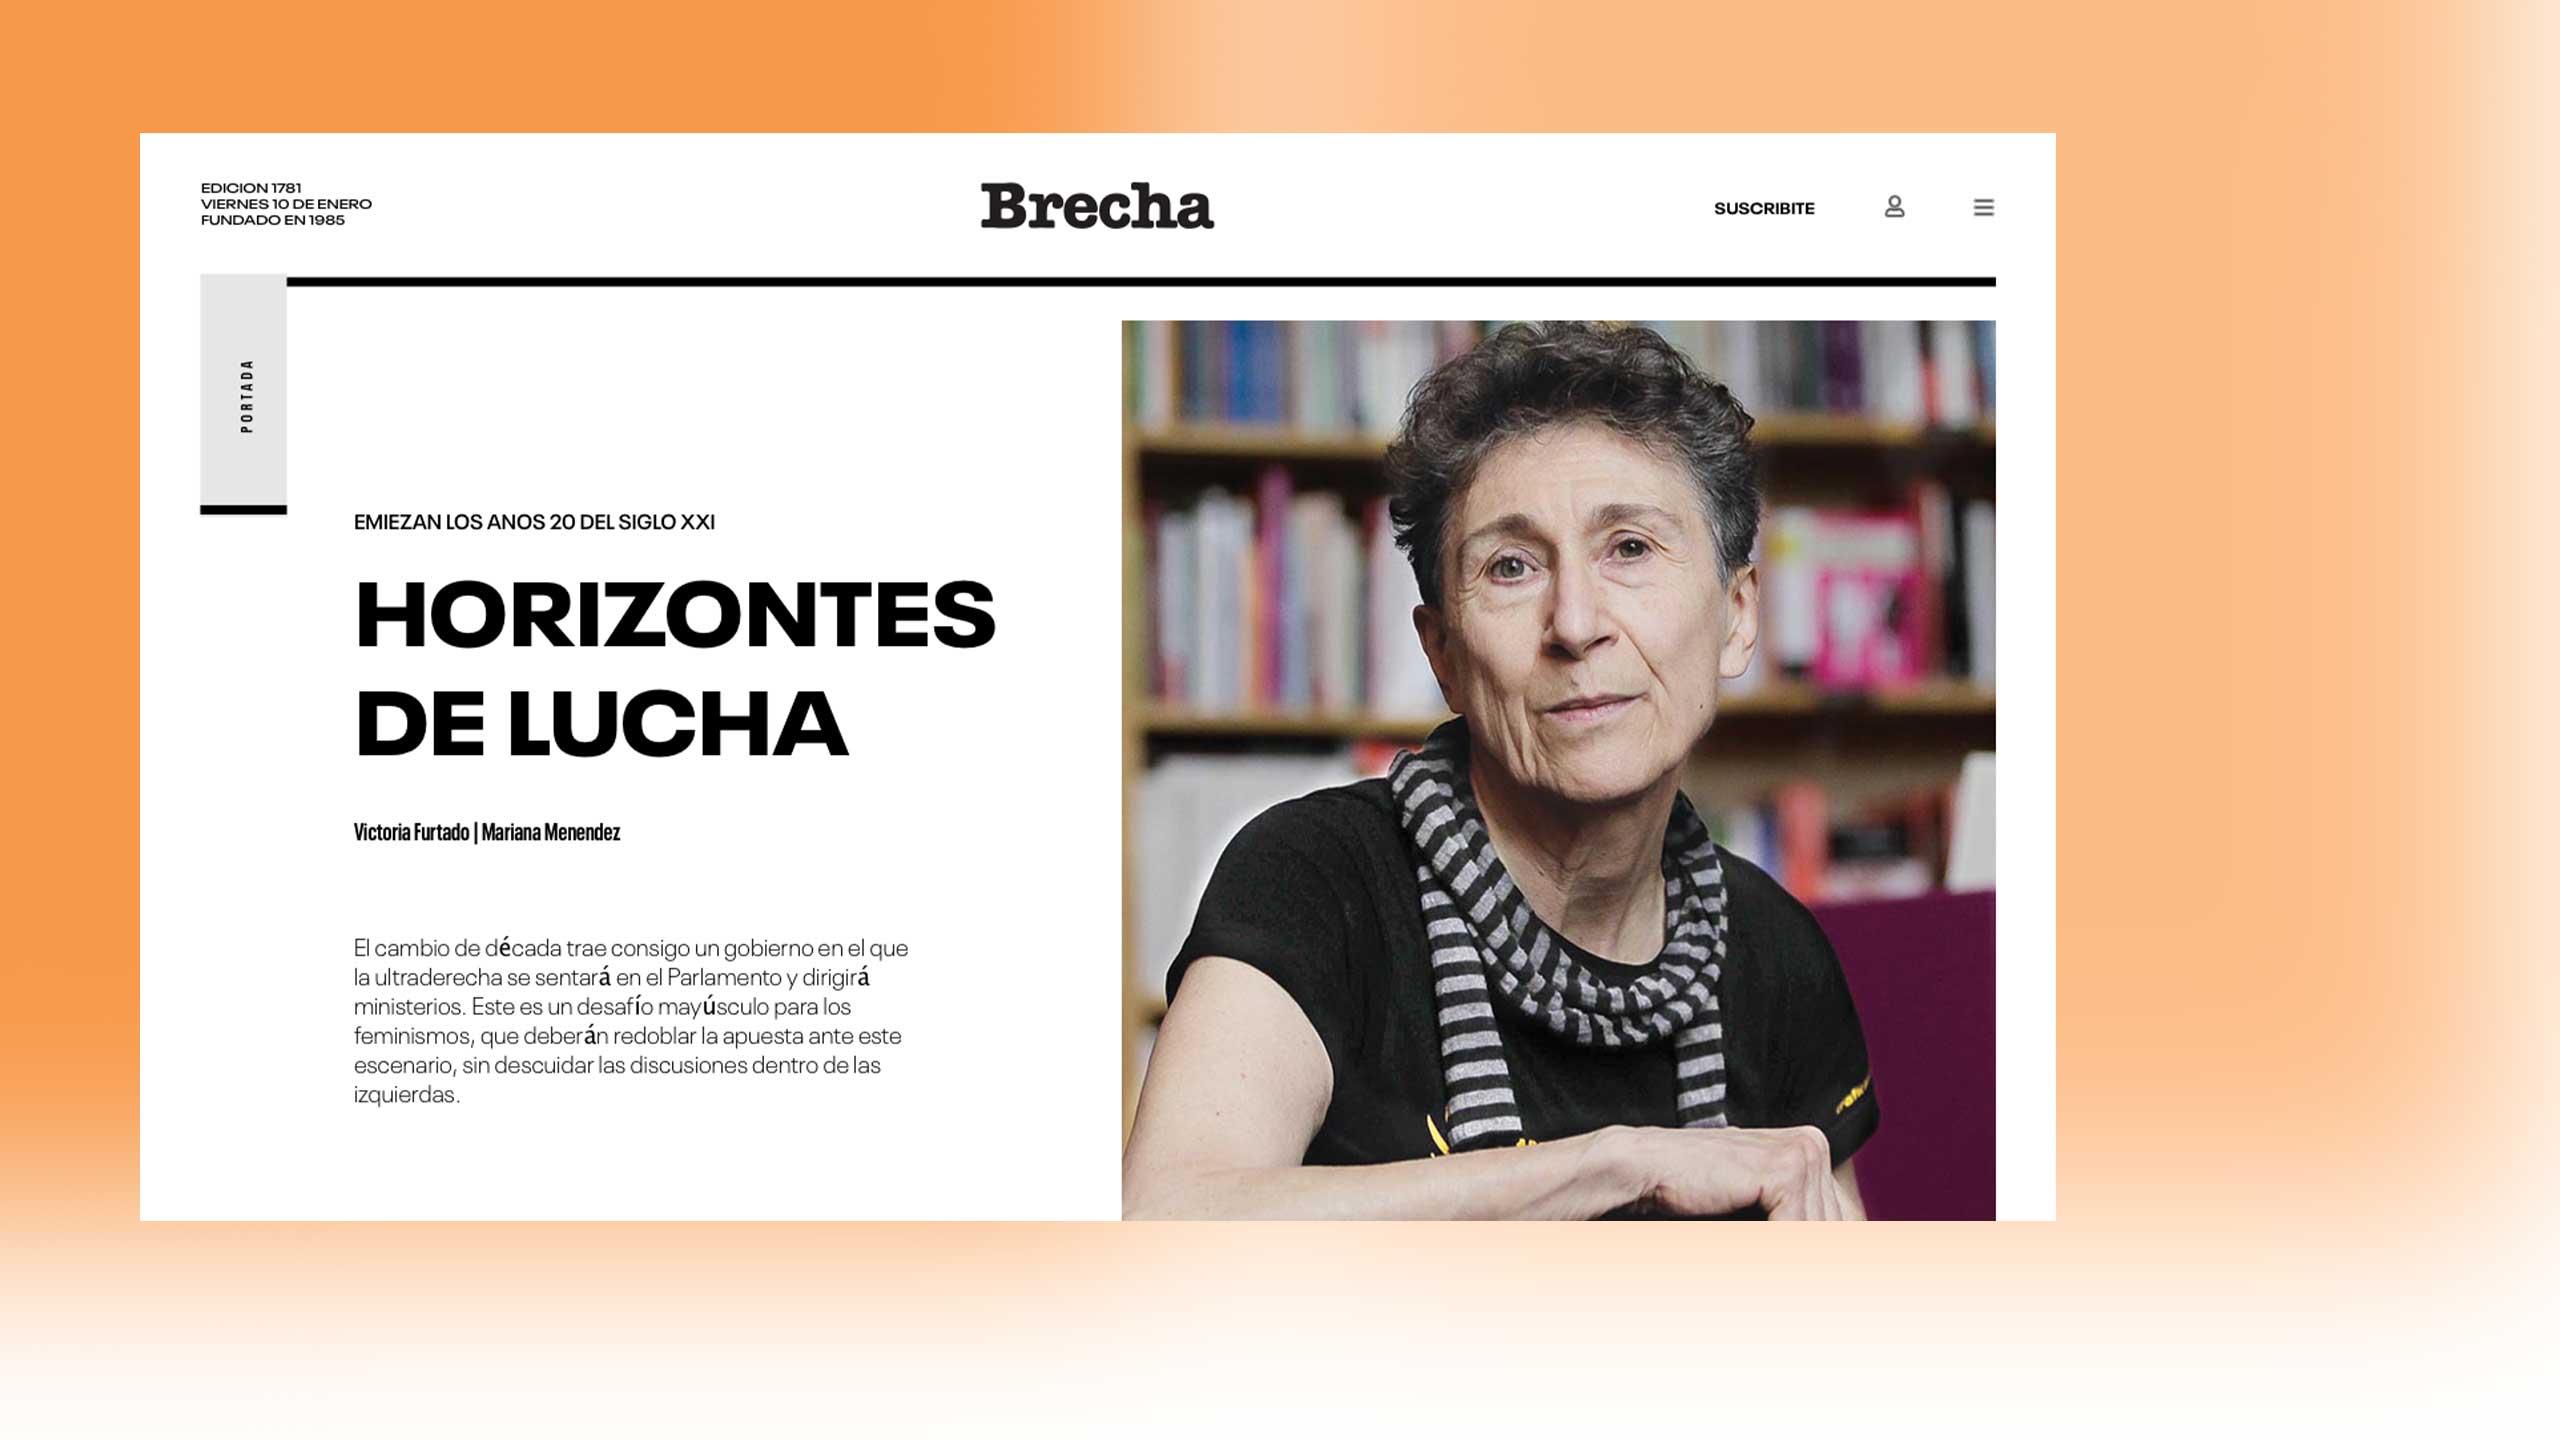 EDICION 1781
VIERNES 10 DE ENERO
FUNDADO EN 1985
Brecha
SUSCRIBITE
PORTADA
EMIEZAN LOS ANOS 20 DEL SIGLO XXI
HORIZONTES
DE LUCHA
Victoria Furtado | Mariana Menendez
El cambio de década trae consigo un gobierno en el que
la ultraderecha se sentará en el Parlamento y dirigirá
ministerios. Este es un desafío mayúsculo para los
feminismos, que deberán redoblar la apuesta ante este
escenario, sin descuidar las discusiones dentro de las
izquierdas.